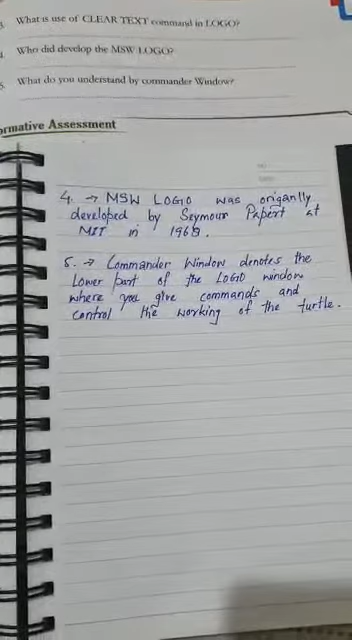 3. What is use of CLEAR TEXT command in LOGO?
4. Who did develop the MSW LOGO?
5. What do you understand by commander Window?
ormative Assessment
4. → MSW LOGO was origanlly
developed by Seymour Papert at
MIT in 1968.
5. → Commander Window denotes the
Lower part of the LOGO window
where you give commands and
control the working of the turtle.